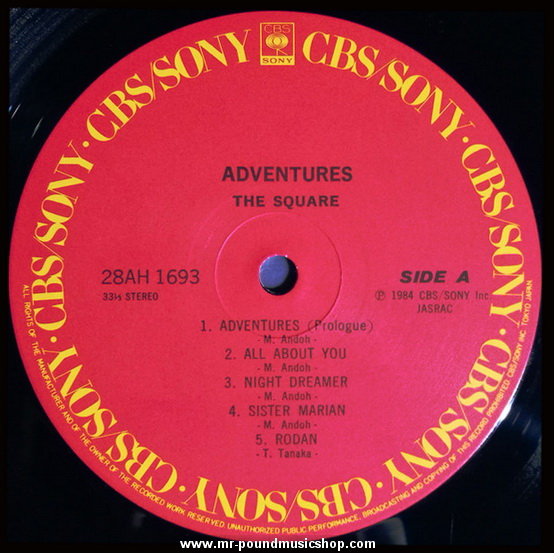 CBS/SONY · CBS/SONY · CBS/SONY · CBS/SONY · CBS/SONY · CBS/SONY · CBS/SONY · CBS/SONY
CBS
SONY
ADVENTURES
THE SQUARE
28AH 1693
33⅓ STEREO
SIDE A
Ⓟ 1984 CBS/SONY Inc.
JASRAC
1. ADVENTURES (Prologue)
- M. Andoh -
2. ALL ABOUT YOU
- M. Andoh -
3. NIGHT DREAMER
- M. Andoh -
4. SISTER MARIAN
- M. Andoh -
5. RODAN
- T. Tanaka -
ALL RIGHTS OF THE MANUFACTURER AND OF THE OWNER OF THE RECORDED WORK RESERVED. UNAUTHORIZED PUBLIC PERFORMANCE, BROADCASTING AND COPYING OF THIS RECORD PROHIBITED. CBS/SONY INC. TOKYO JAPAN
www.mr-poundmusicshop.com